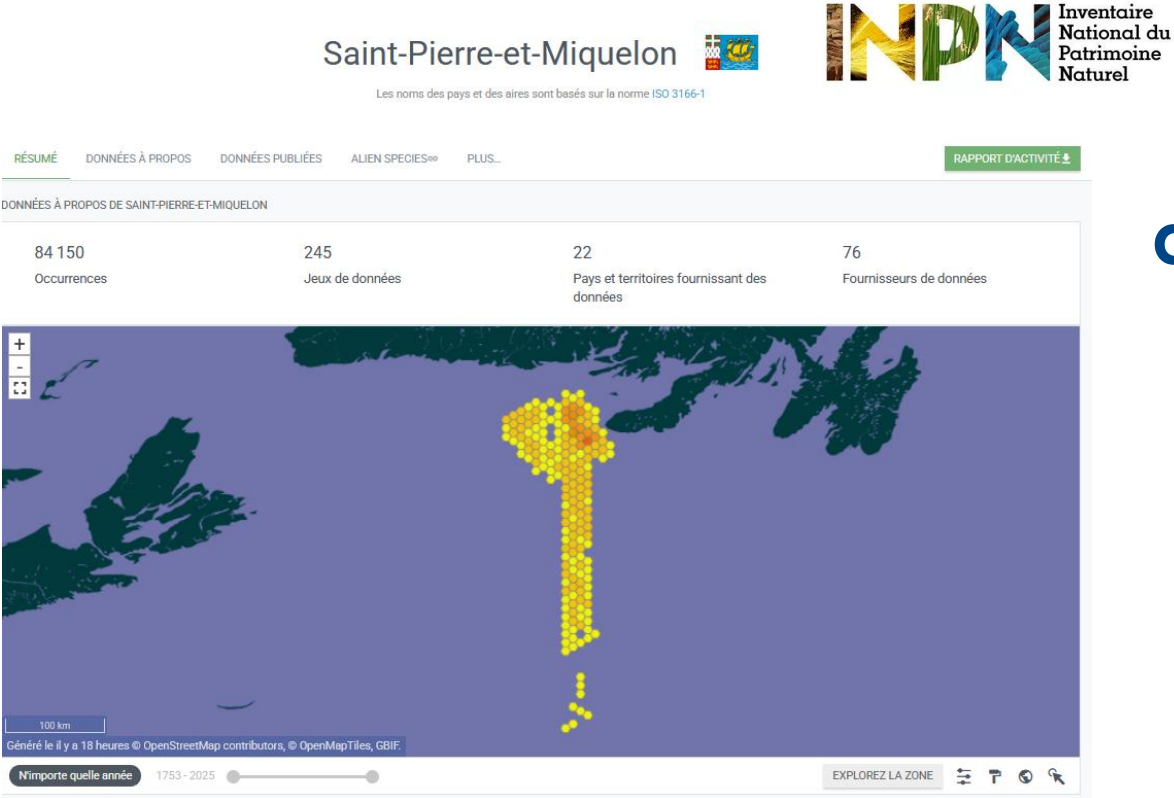 Saint-Pierre-et-Miquelon
Les noms des pays et des aires sont basés sur la norme ISO 3166-1
INPN
Inventaire
National du
Patrimoine
Naturel
RÉSUMÉ DONNÉES À PROPOS DONNÉES PUBLIÉES ALIEN SPECIES PLUS...
RAPPORT D'ACTIVITÉ
DONNÉES À PROPOS DE SAINT-PIERRE-ET-MIQUELON
84 150 245 22 76
Occurrences Jeux de données Pays et territoires fournissant des Fournisseurs de données
données
+
-
100 km
Généré le il y a 18 heures © OpenStreetMap contributors, © OpenMapTiles, GBIF.
N'importe quelle année 1753 - 2025 EXPLOREZ LA ZONE